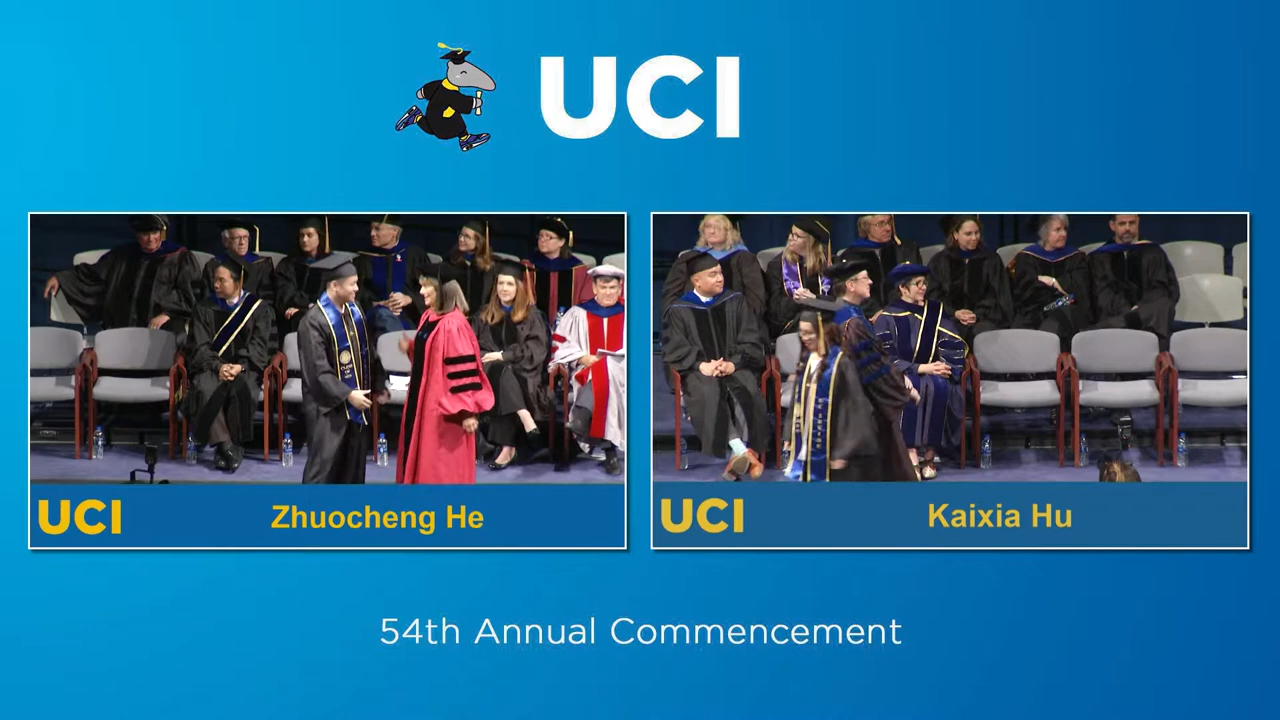 UCI
UCI
Zhuocheng He
UCI
Kaixia Hu
54th Annual Commencement